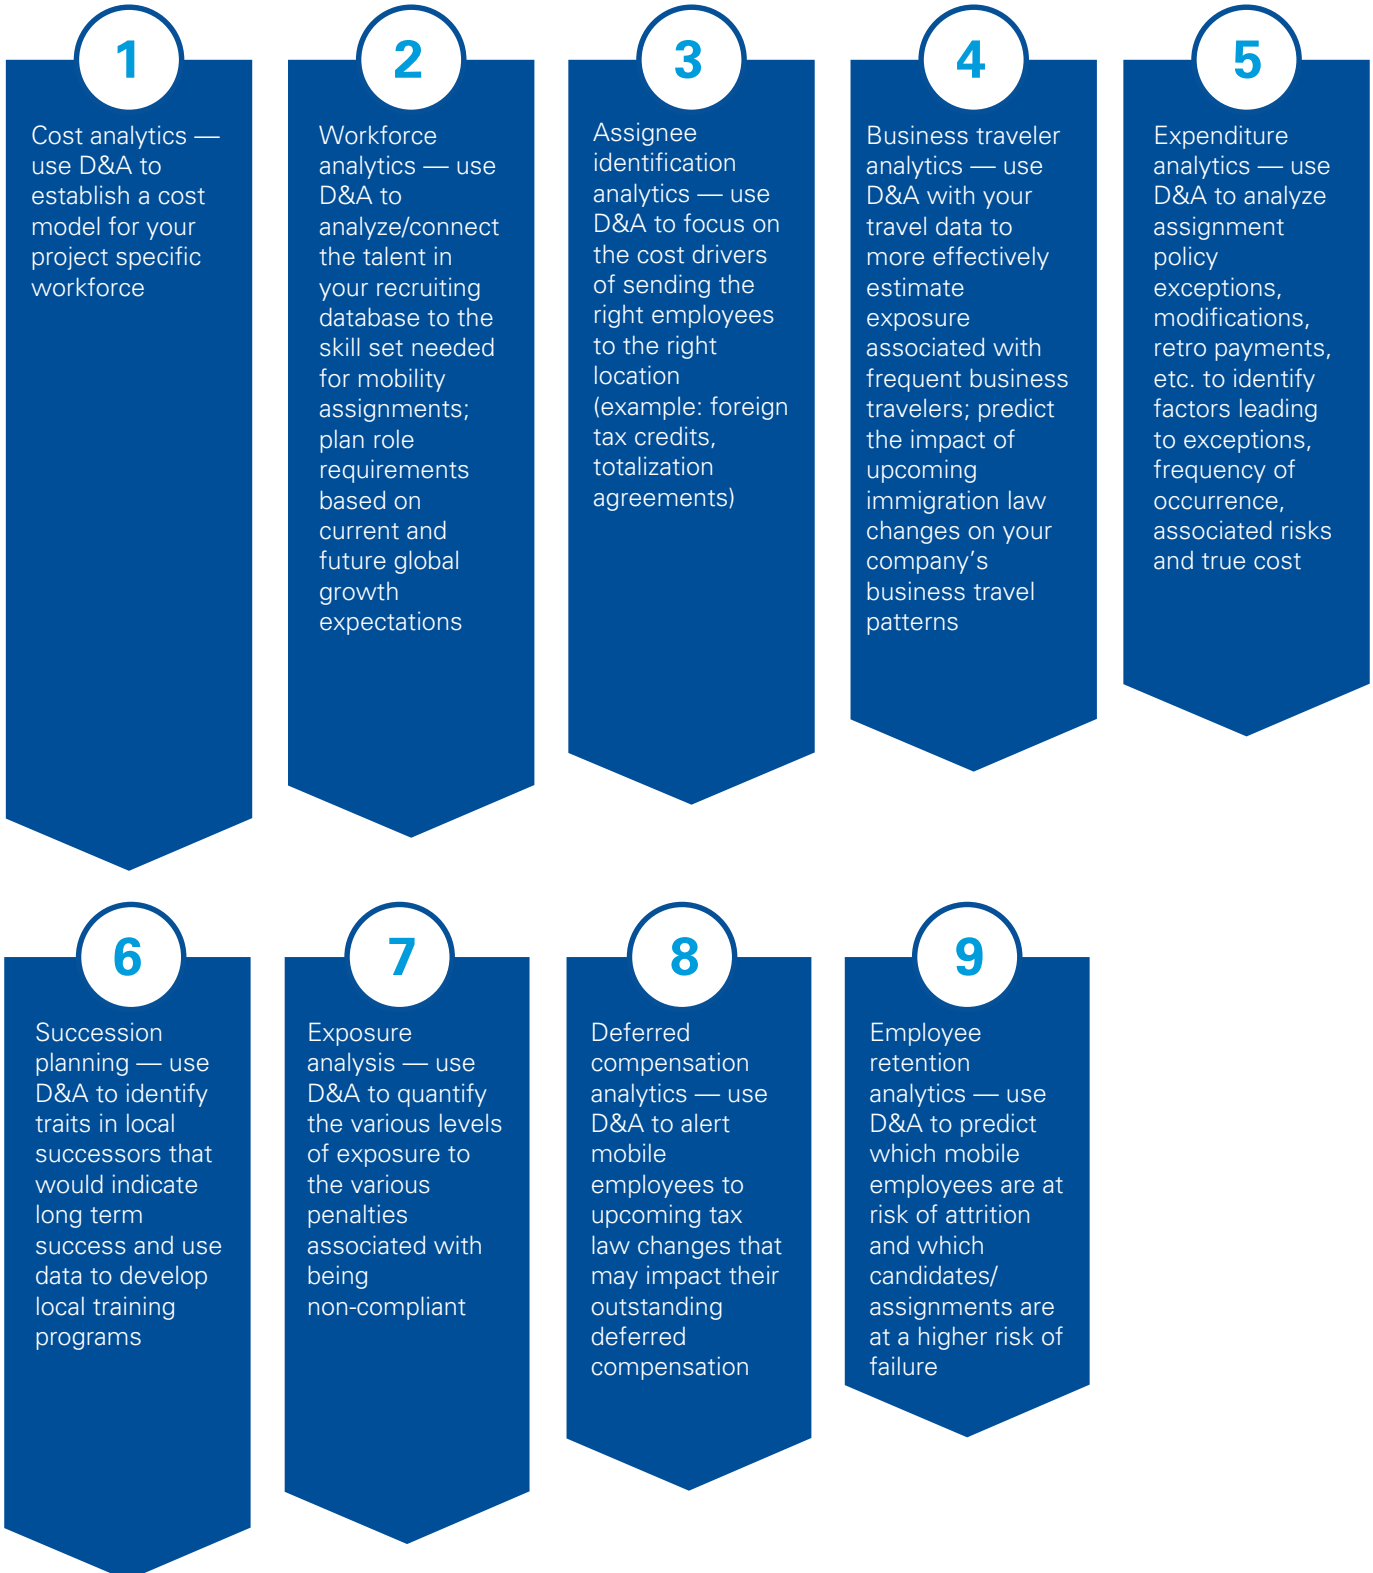 1
Cost analytics —
use D&A to
establish a cost
model for your
project specific
workforce
2
Workforce
analytics — use
D&A to
analyze/connect
the talent in
your recruiting
database to the
skill set needed
for mobility
assignments;
plan role
requirements
based on
current and
future global
growth
expectations
3
Assignee
identification
analytics — use
D&A to focus on
the cost drivers
of sending the
right employees
to the right
location
(example: foreign
tax credits,
totalization
agreements)
4
Business traveler
analytics — use
D&A with your
travel data to
more effectively
estimate
exposure
associated with
frequent business
travelers; predict
the impact of
upcoming
immigration law
changes on your
company’s
business travel
patterns
5
Expenditure
analytics — use
D&A to analyze
assignment
policy
exceptions,
modifications,
retro payments,
etc. to identify
factors leading
to exceptions,
frequency of
occurrence,
associated risks
and true cost
6
Succession
planning — use
D&A to identify
traits in local
successors that
would indicate
long term
success and use
data to develop
local training
programs
7
Exposure
analysis — use
D&A to quantify
the various levels
of exposure to
the various
penalties
associated with
being
non-compliant
8
Deferred
compensation
analytics — use
D&A to alert
mobile
employees to
upcoming tax
law changes that
may impact their
outstanding
deferred
compensation
9
Employee
retention
analytics — use
D&A to predict
which mobile
employees are at
risk of attrition
and which
candidates/
assignments are
at a higher risk of
failure